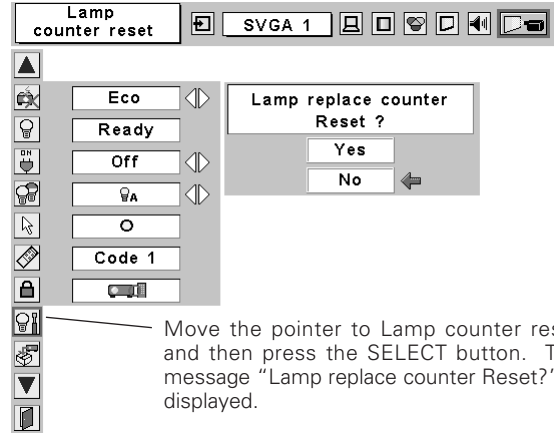 Lamp
counter reset
SVGA 1
Eco
Ready
ON
Off
A
Code 1
Lamp replace counter
Reset ?
Yes
No
Move the pointer to Lamp counter
and then press the SELECT button.
message “Lamp replace counter Reset?”
displayed.